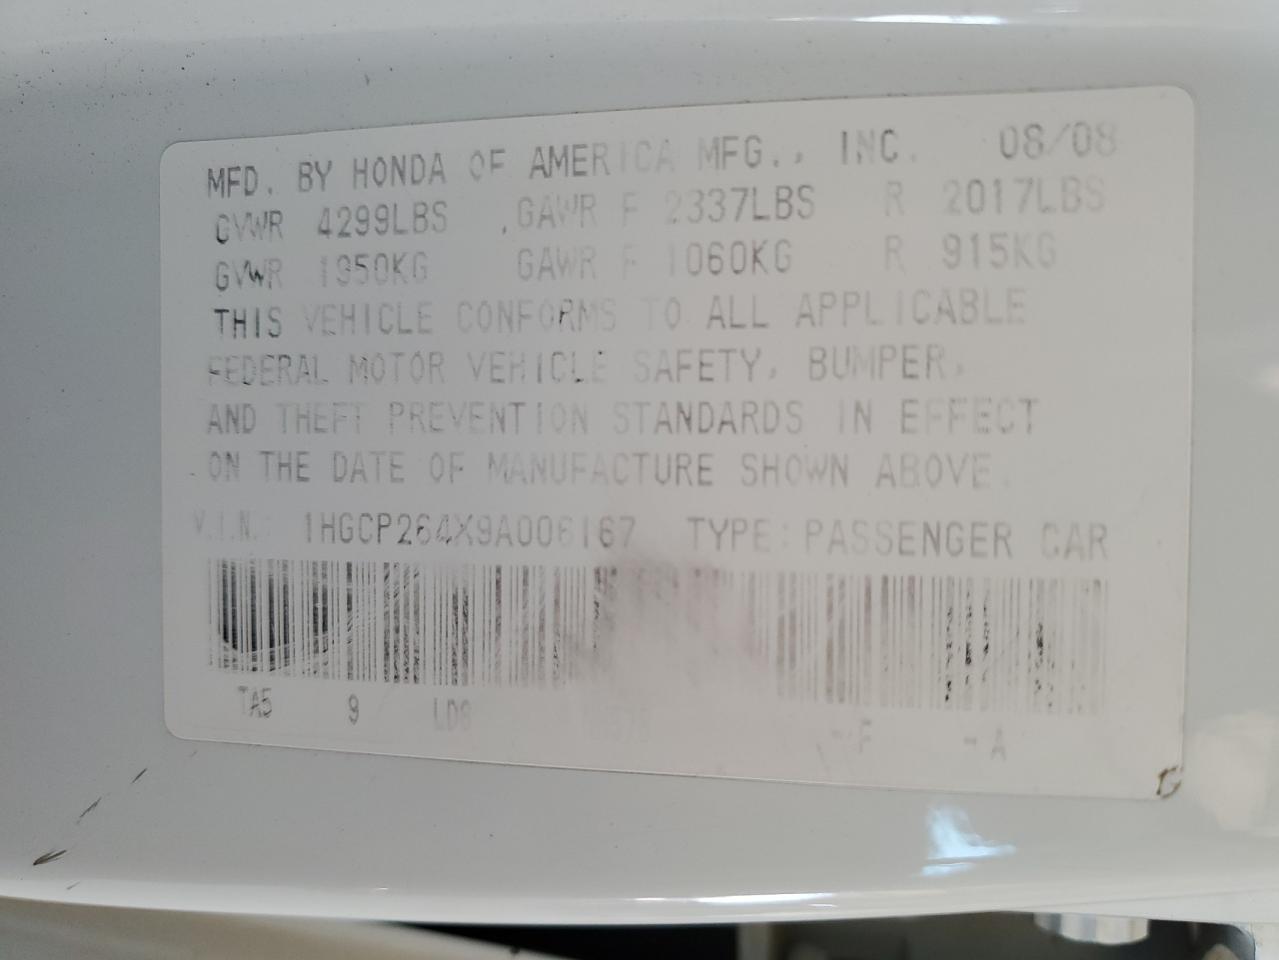 MFD. BY HONDA OF AMERICA MFG., INC. 08/08
GVWR 4299LBS GAWR F 2337LBS R 2017LBS
GVWR 1950KG GAWR F 1060KG R 915KG
THIS VEHICLE CONFORMS TO ALL APPLICABLE
FEDERAL MOTOR VEHICLE SAFETY, BUMPER,
AND THEFT PREVENTION STANDARDS IN EFFECT
ON THE DATE OF MANUFACTURE SHOWN ABOVE.
V.I.N.: 1HGCP264X9A006167 TYPE: PASSENGER CAR
TA5 9 -F -A